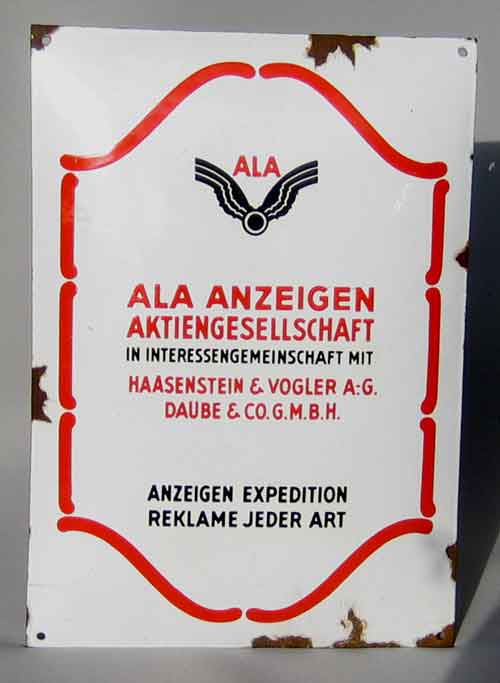 ALA
ALA ANZEIGEN
AKTIENGESELLSCHAFT
IN INTERESSENGEMEINSCHAFT MIT
HAASENSTEIN & VOGLER A:-G.
DAUBE & CO. G.M.B.H.
ANZEIGEN EXPEDITION
REKLAME JEDER ART